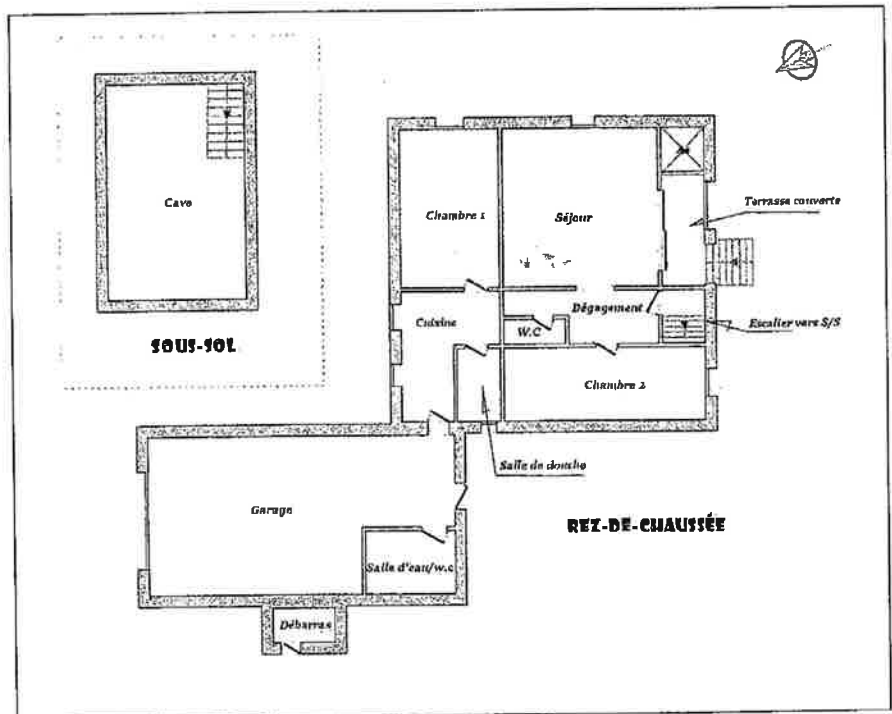 Cave
SOUS-SOL
Chambre 1
Séjour
Terrasse couverte
Cuisine
Dégagement
W.C
Escalier vers S/S
Chambre 2
Salle de douche
Garage
REZ-DE-CHAUSSÉE
Salle d'eau/w.c
Débarras